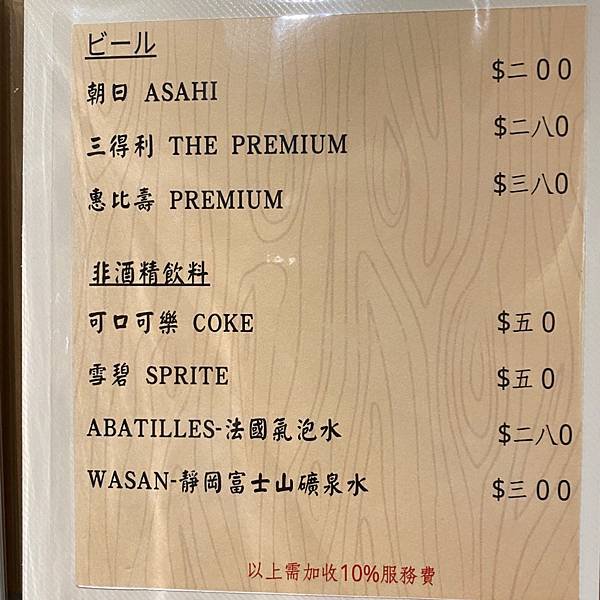 ビール
朝日 ASAHI $二00
三得利 THE PREMIUM $二八0
惠比壽 PREMIUM $三八0
非酒精飲料
可口可樂 COKE $五0
雪碧 SPRITE $五0
ABATILLES-法國氣泡水 $二八0
WASAN-靜岡富士山礦泉水 $三00
以上需加收10%服務費